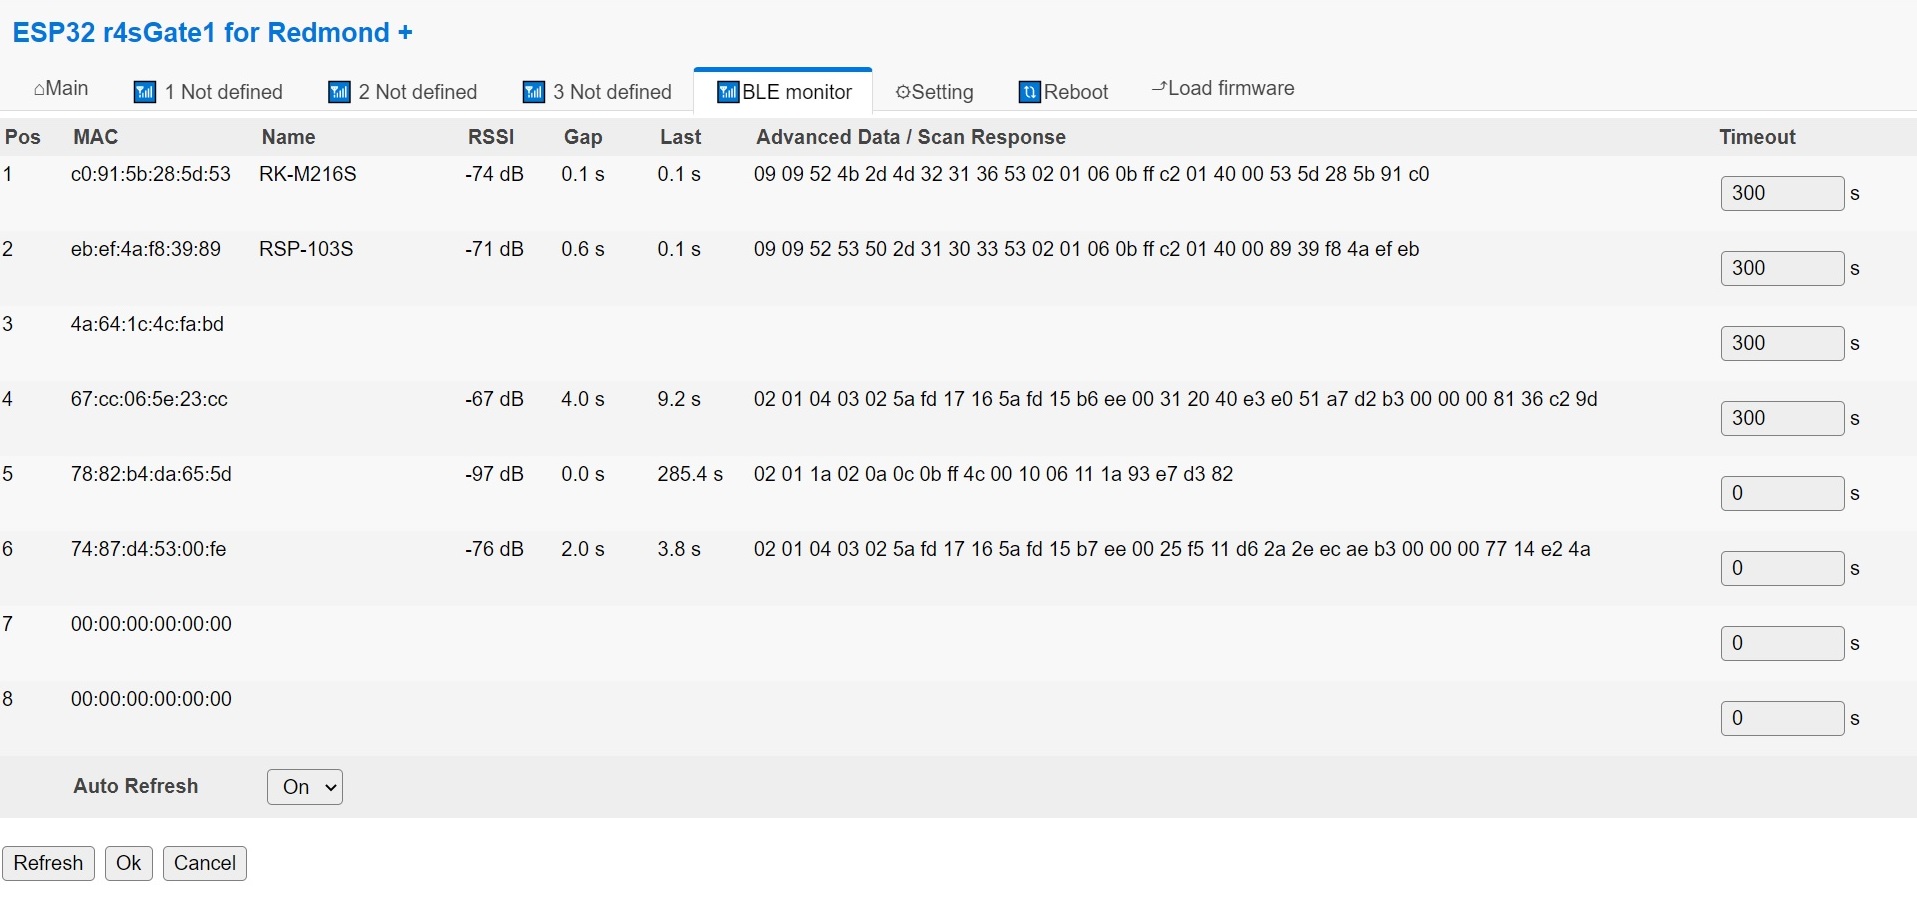 ESP32 r4sGate1 for Redmond +
⌂Main 📶 1 Not defined 📶 2 Not defined 📶 3 Not defined 📶BLE monitor ⚙Setting 🔃Reboot ⤴Load firmware
Pos MAC Name RSSI Gap Last Advanced Data / Scan Response Timeout
1 c0:91:5b:28:5d:53 RK-M216S -74 dB 0.1 s 0.1 s 09 09 52 4b 2d 4d 32 31 36 53 02 01 06 0b ff c2 01 40 00 53 5d 28 5b 91 c0 300 s
2 eb:ef:4a:f8:39:89 RSP-103S -71 dB 0.6 s 0.1 s 09 09 52 53 50 2d 31 30 33 53 02 01 06 0b ff c2 01 40 00 89 39 f8 4a ef eb 300 s
3 4a:64:1c:4c:fa:bd 300 s
4 67:cc:06:5e:23:cc -67 dB 4.0 s 9.2 s 02 01 04 03 02 5a fd 17 16 5a fd 15 b6 ee 00 31 20 40 e3 e0 51 a7 d2 b3 00 00 00 81 36 c2 9d 300 s
5 78:82:b4:da:65:5d -97 dB 0.0 s 285.4 s 02 01 1a 02 0a 0c 0b ff 4c 00 10 06 11 1a 93 e7 d3 82 0 s
6 74:87:d4:53:00:fe -76 dB 2.0 s 3.8 s 02 01 04 03 02 5a fd 17 16 5a fd 15 b7 ee 00 25 f5 11 d6 2a 2e ec ae b3 00 00 00 77 14 e2 4a 0 s
7 00:00:00:00:00:00 0 s
8 00:00:00:00:00:00 0 s
Auto Refresh On
Refresh Ok Cancel